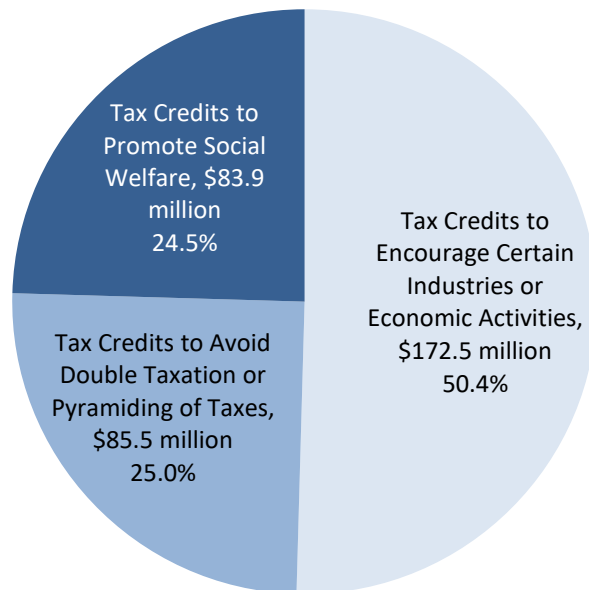 Tax Credits to
Promote Social
Welfare, $83.9
million
24.5%
Tax Credits to
Encourage Certain
Industries or
Economic Activities,
$172.5 million
50.4%
Tax Credits to Avoid
Double Taxation or
Pyramiding of Taxes,
$85.5 million
25.0%